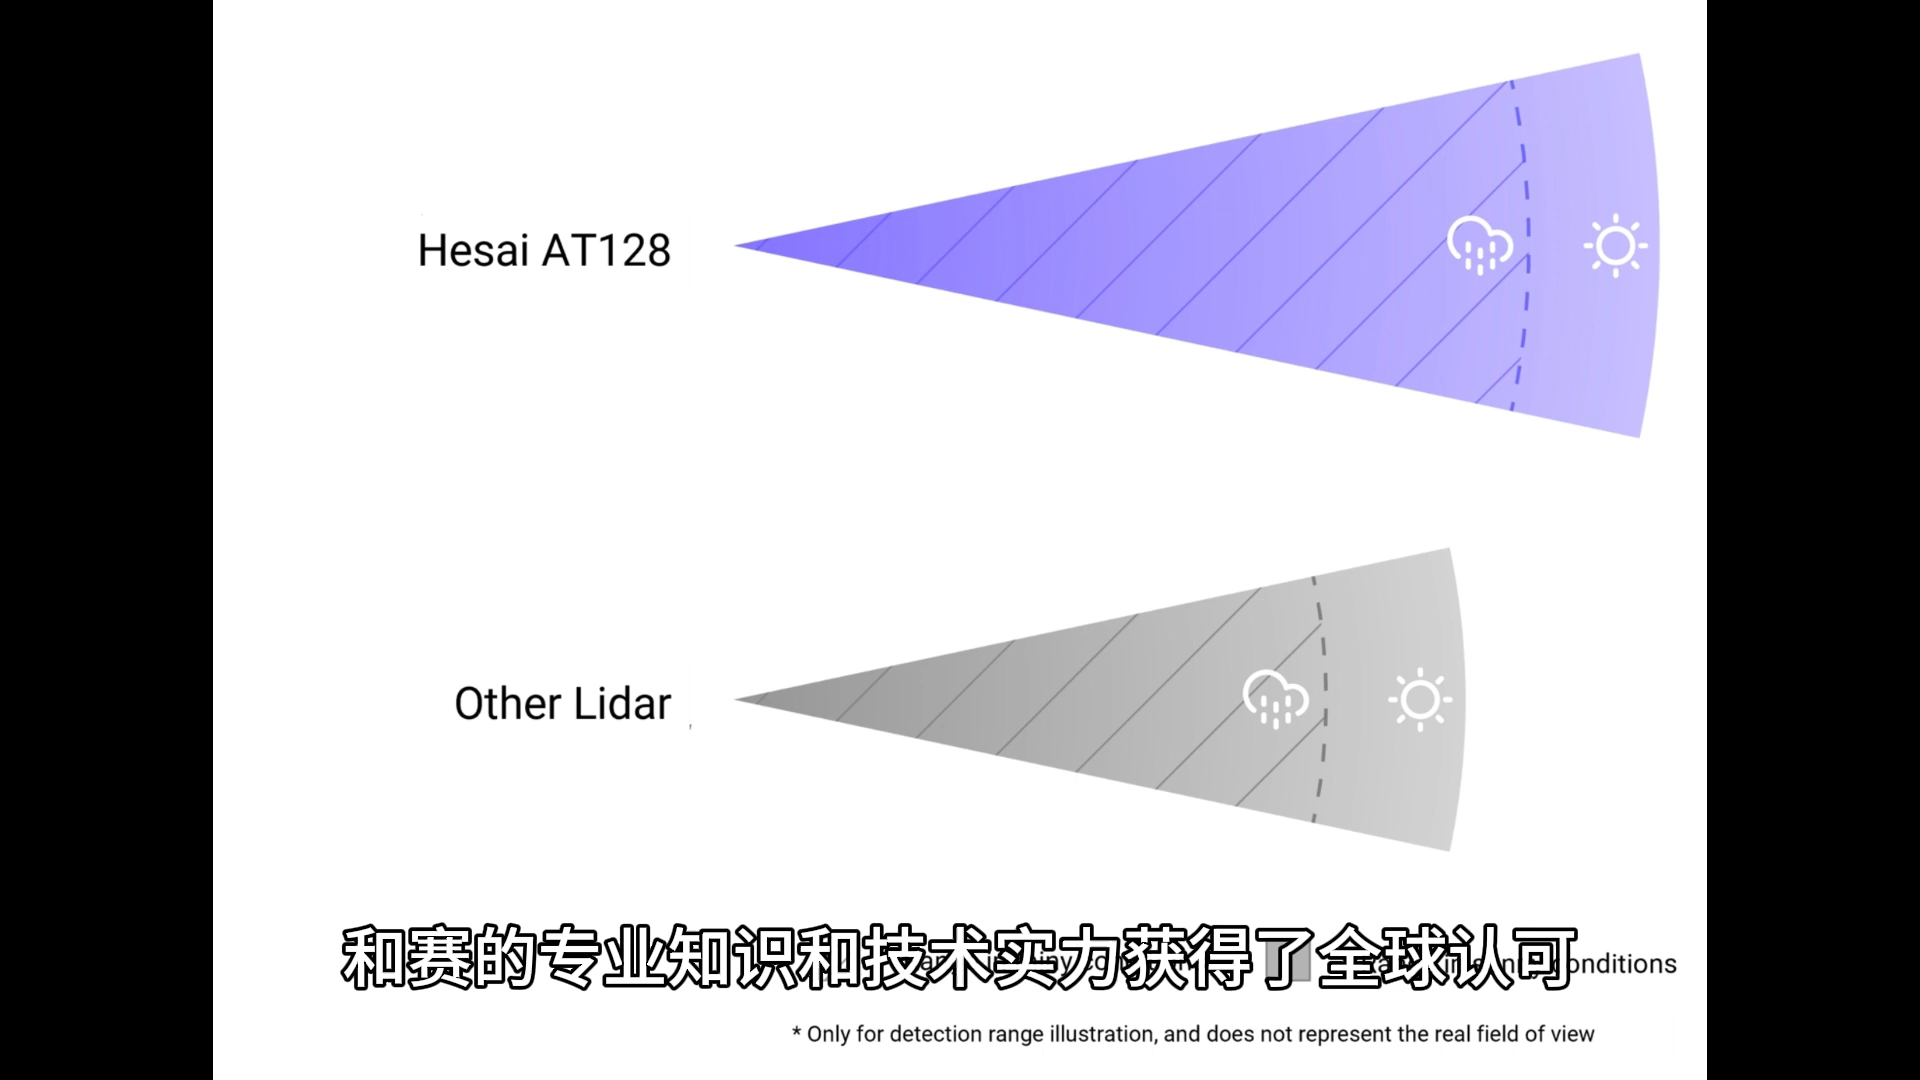 Hesai AT128
Other Lidar
和赛的专业知识和技术实力获得了全球认可
conditions
* Only for detection range illustration, and does not represent the real field of view